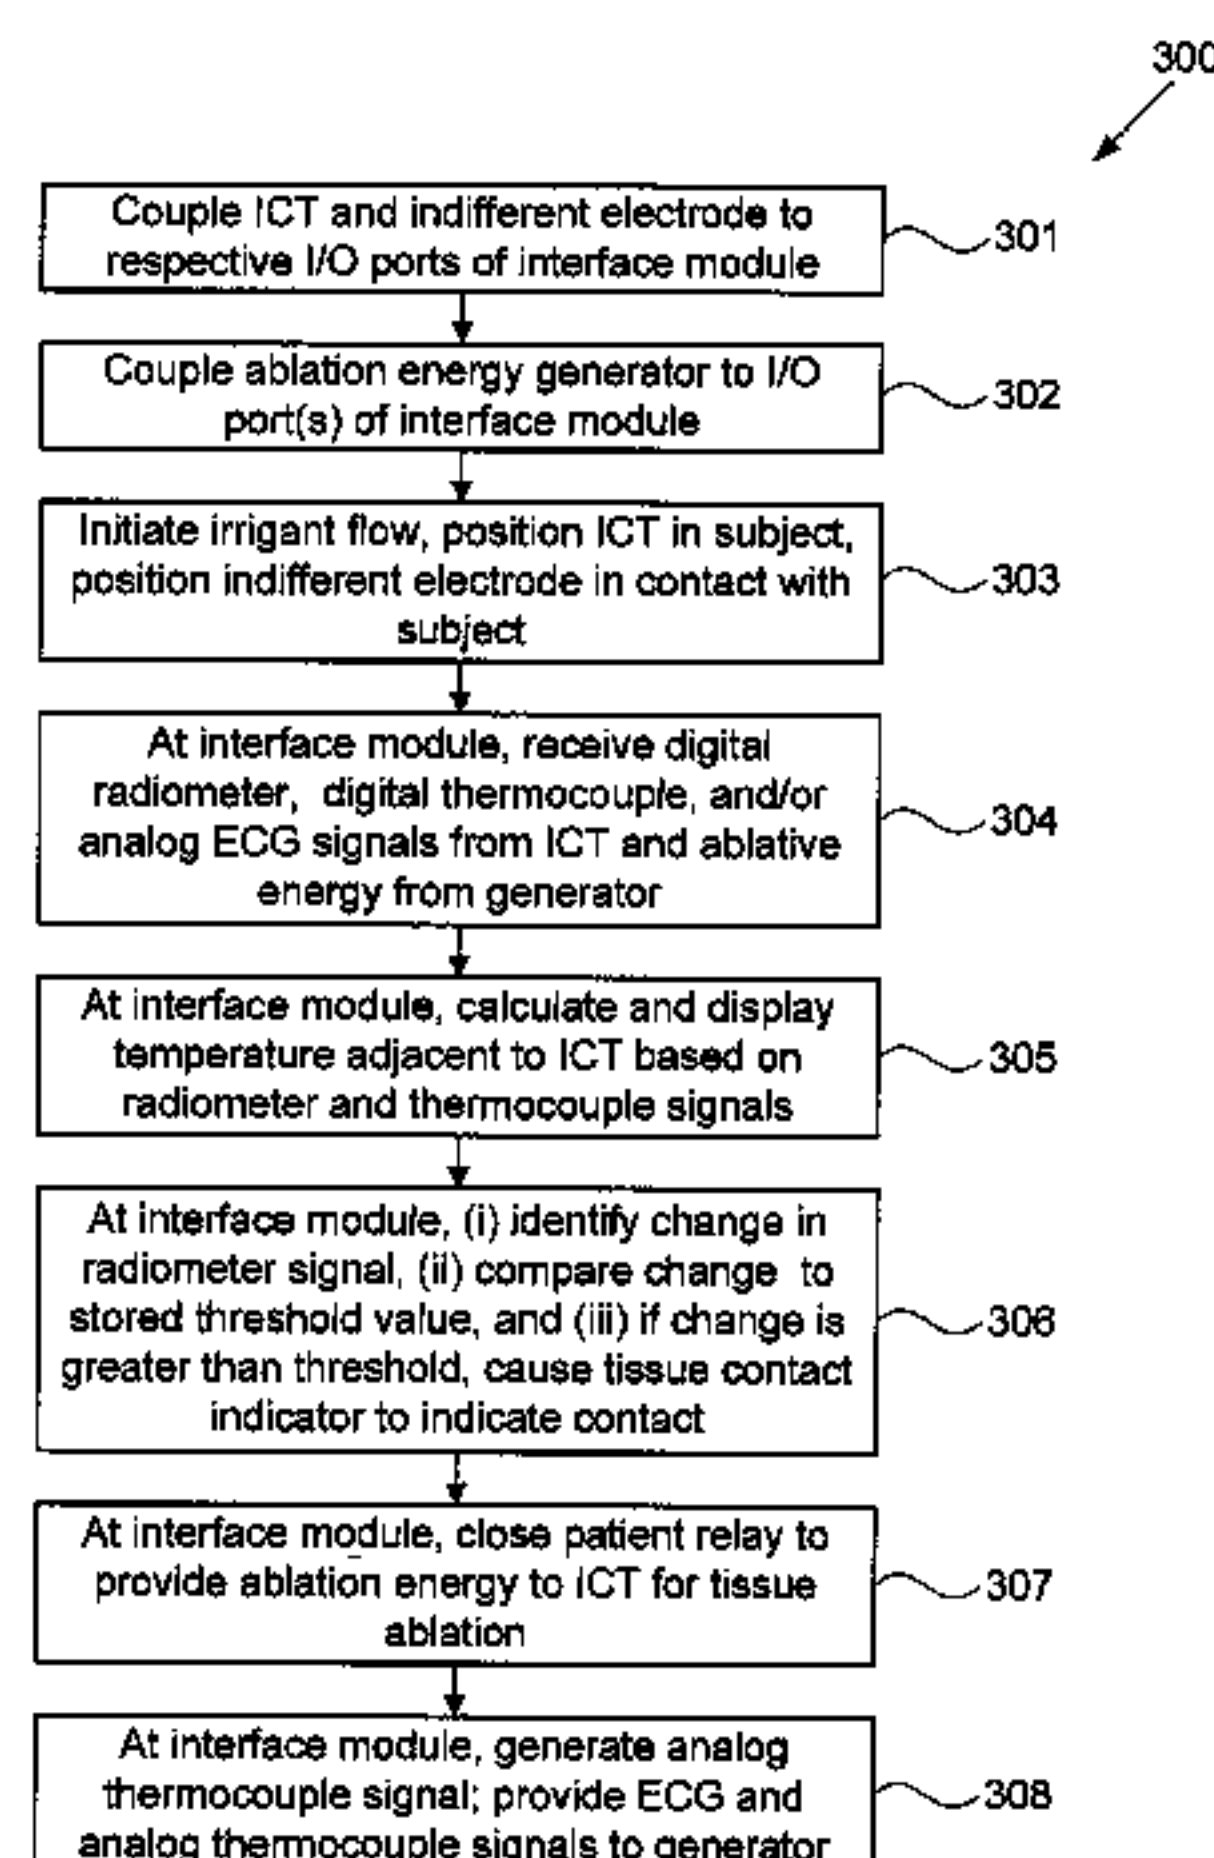 300
Couple ICT and indifferent electrode to
respective I/O ports of interface module
301
Couple ablation energy generator to I/O
port(s) of interface module
302
Initiate irrigant flow, position ICT in subject,
position indifferent electrode in contact with
subject
303
At interface module, receive digital
radiometer, digital thermocouple, and/or
analog ECG signals from ICT and ablative
energy from generator
304
At interface module, calculate and display
temperature adjacent to ICT based on
radiometer and thermocouple signals
305
At interface module, (i) identify change in
radiometer signal, (ii) compare change to
stored threshold value, and (iii) if change is
greater than threshold, cause tissue contact
indicator to indicate contact
306
At interface module, close patient relay to
provide ablation energy to ICT for tissue
ablation
307
At interface module, generate analog
thermocouple signal; provide ECG and
analog thermocouple signals to generator
308